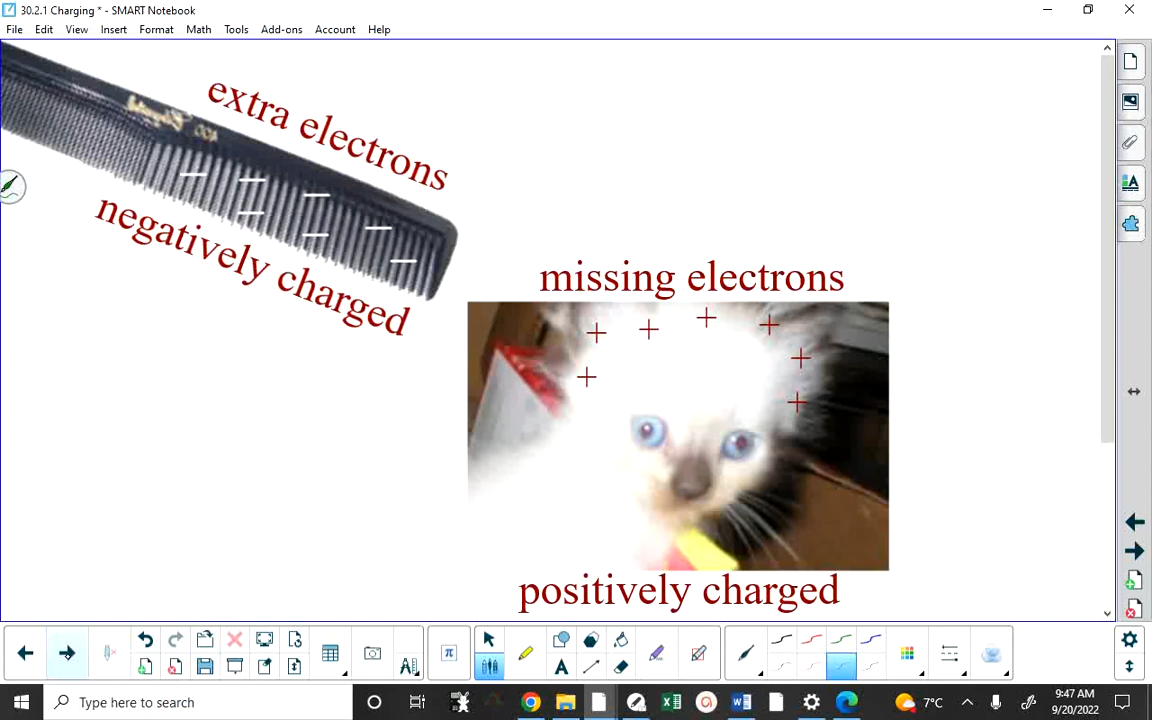 30.2.1 Charging * - SMART Notebook
File Edit View Insert Format Math Tools Add-ons Account Help
extra electrons
negatively charged
missing electrons
positively charged
Type here to search
7°C
9:47 AM
9/20/2022